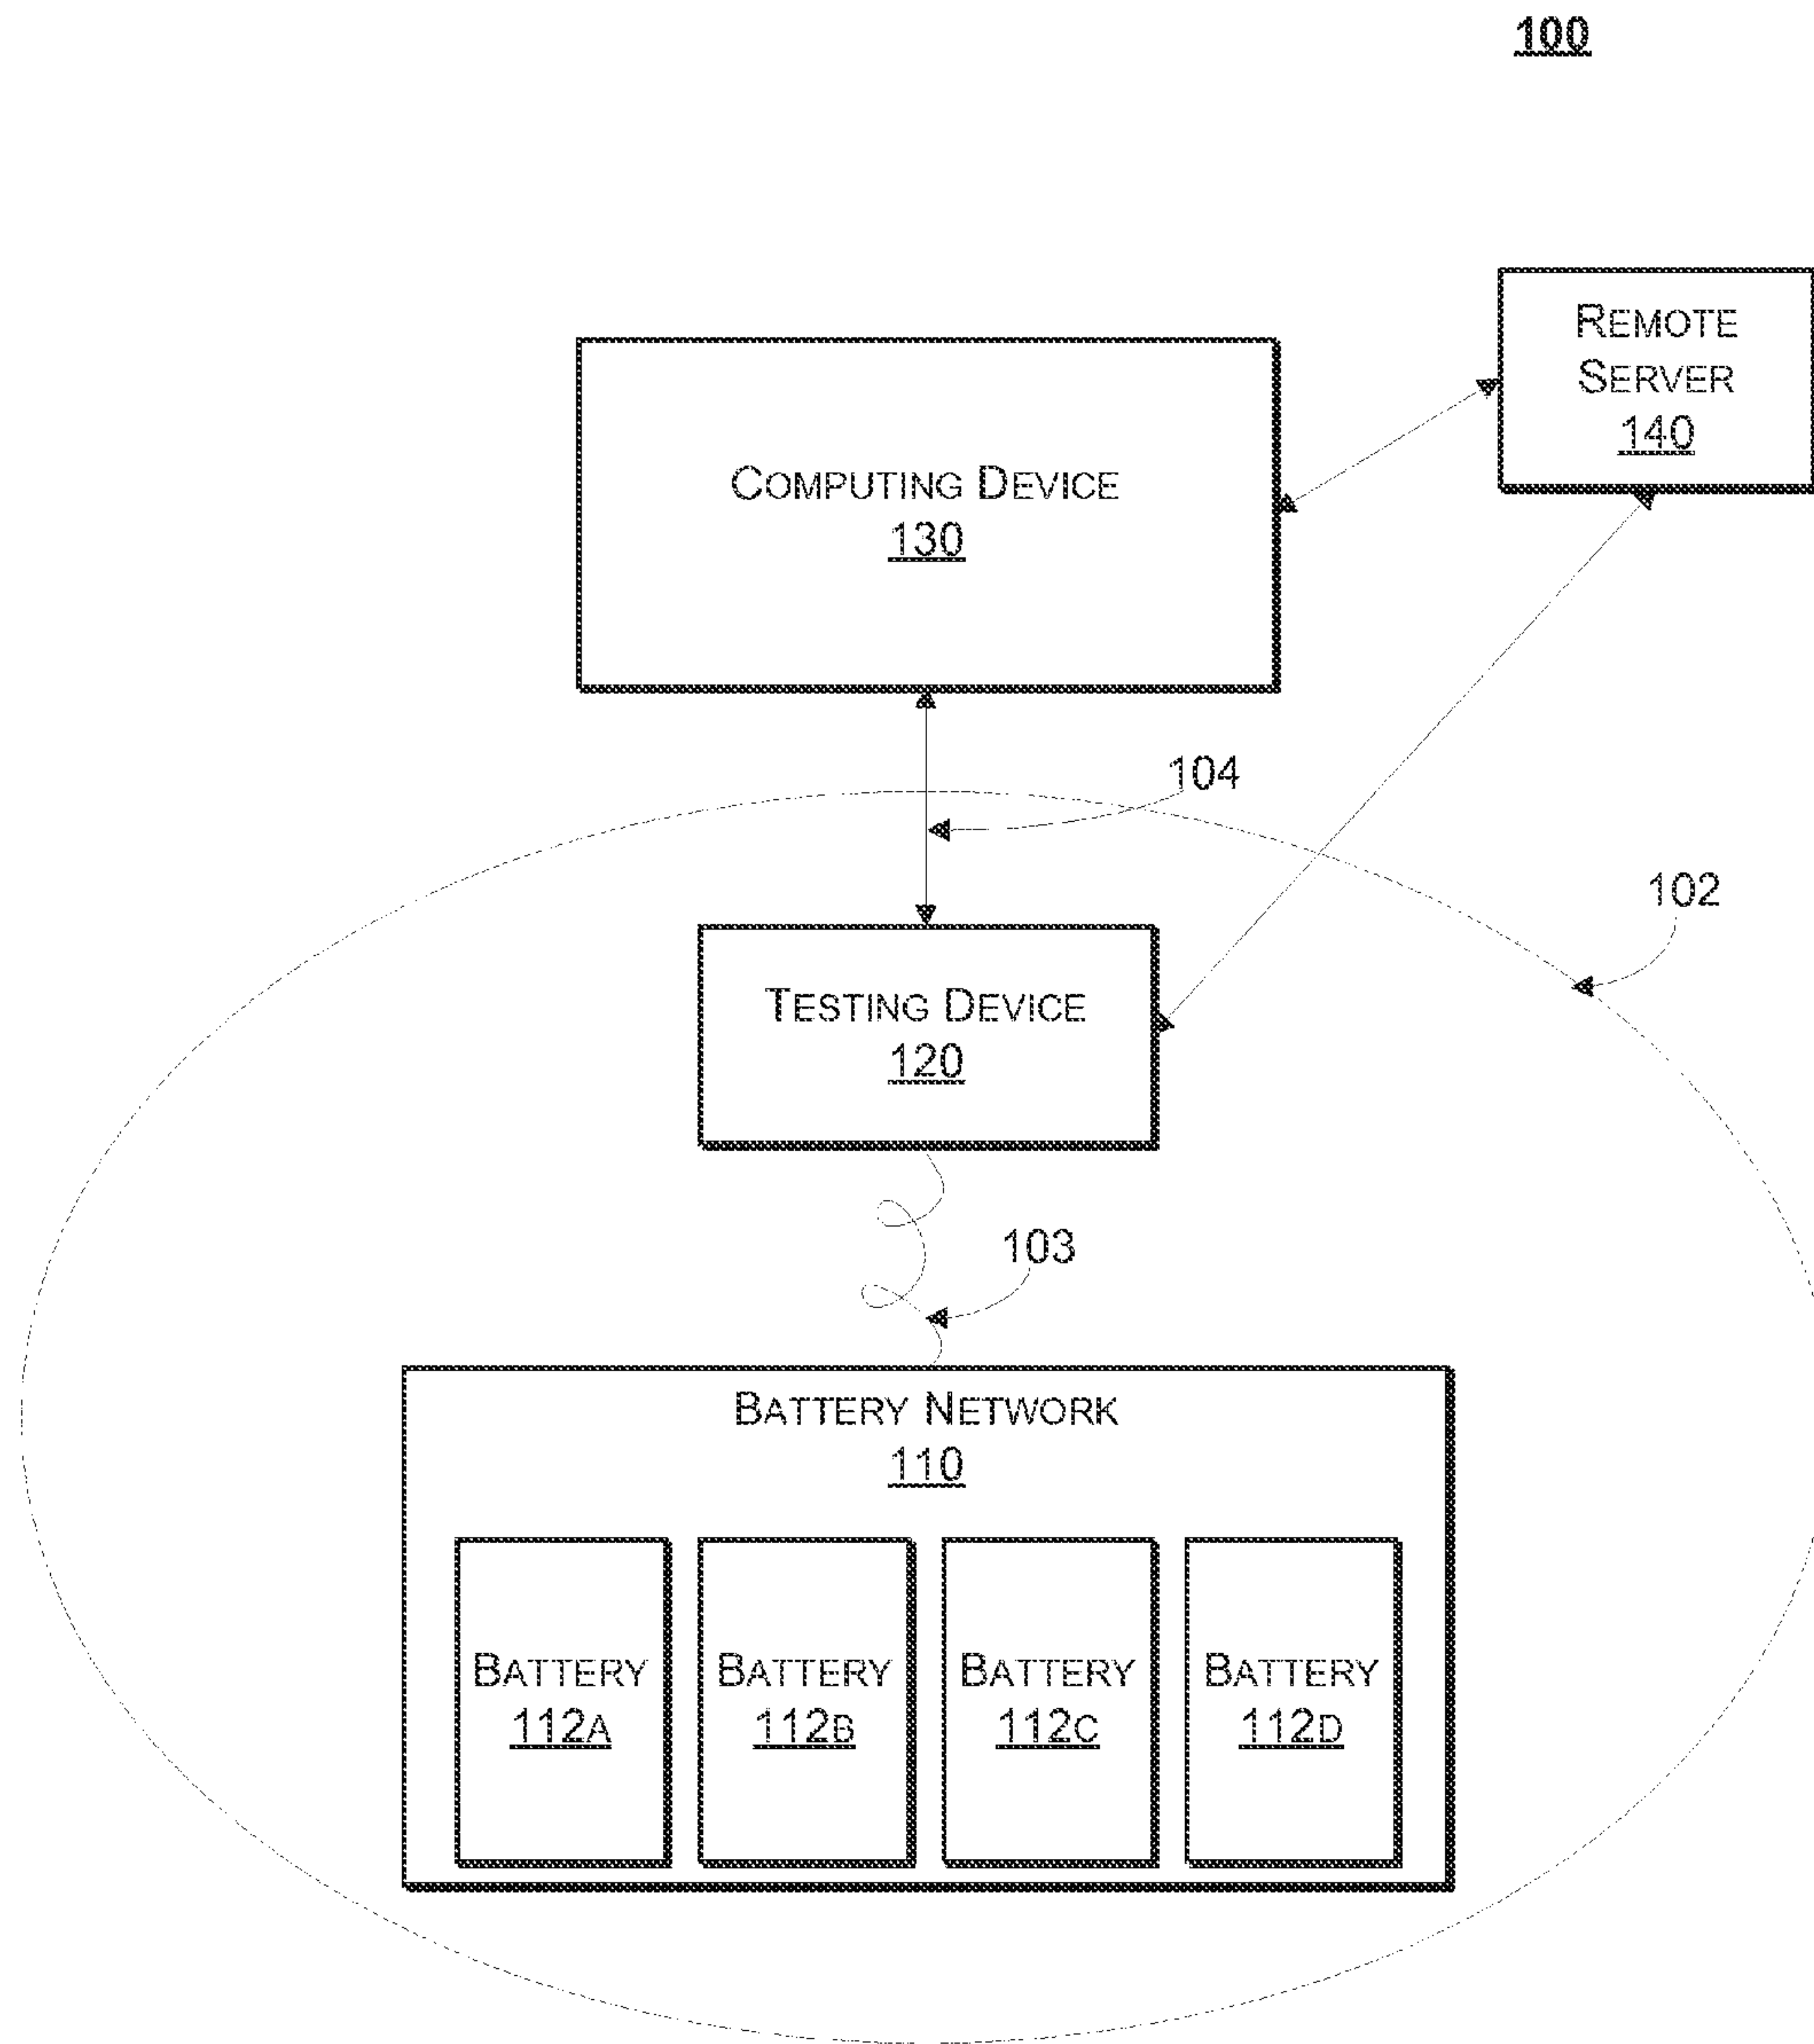 100
REMOTE
SERVER
140
COMPUTING DEVICE
130
104
102
TESTING DEVICE
120
103
BATTERY NETWORK
110
BATTERY
112A
BATTERY
112B
BATTERY
112C
BATTERY
112D